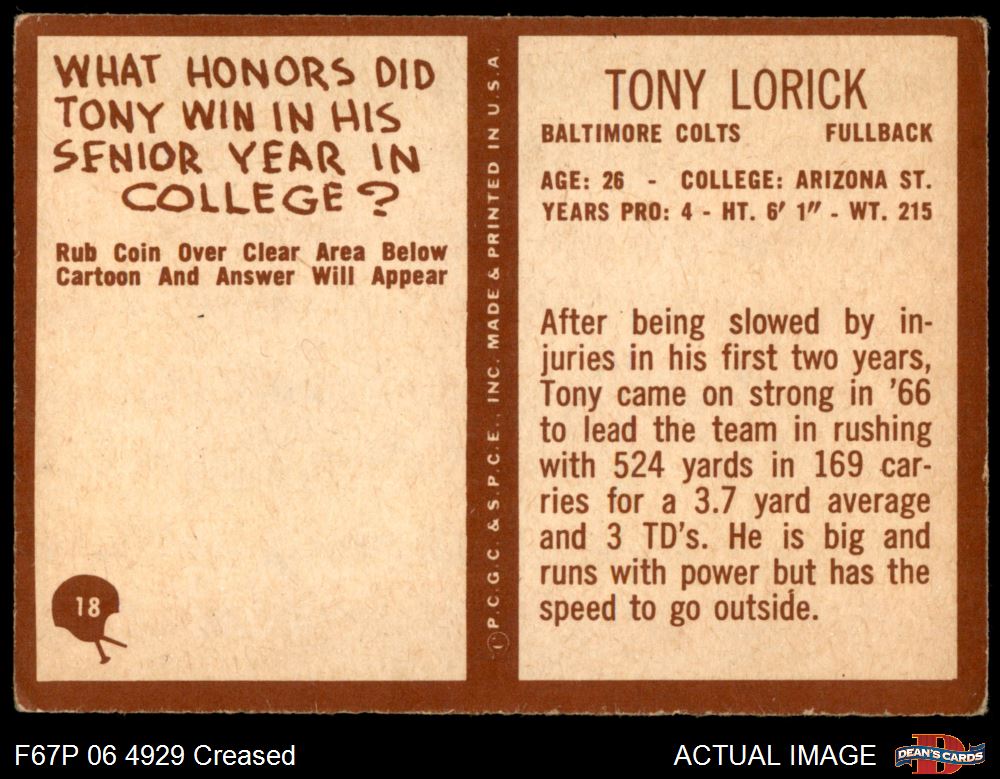 WHAT HONORS DID
TONY WIN IN HIS
SENIOR YEAR IN
COLLEGE?
Rub Coin Over Clear Area Below
Cartoon And Answer Will Appear
18
© P.C.G.C. & S.P.C.E., INC. MADE & PRINTED IN U.S.A.
TONY LORICK
BALTIMORE COLTS FULLBACK
AGE: 26 - COLLEGE: ARIZONA ST.
YEARS PRO: 4 - HT. 6' 1" - WT. 215
After being slowed by in-
juries in his first two years,
Tony came on strong in '66
to lead the team in rushing
with 524 yards in 169 car-
ries for a 3.7 yard average
and 3 TD's. He is big and
runs with power but has the
speed to go outside.
F67P 06 4929 Creased
ACTUAL IMAGE
DEAN'S CARDS